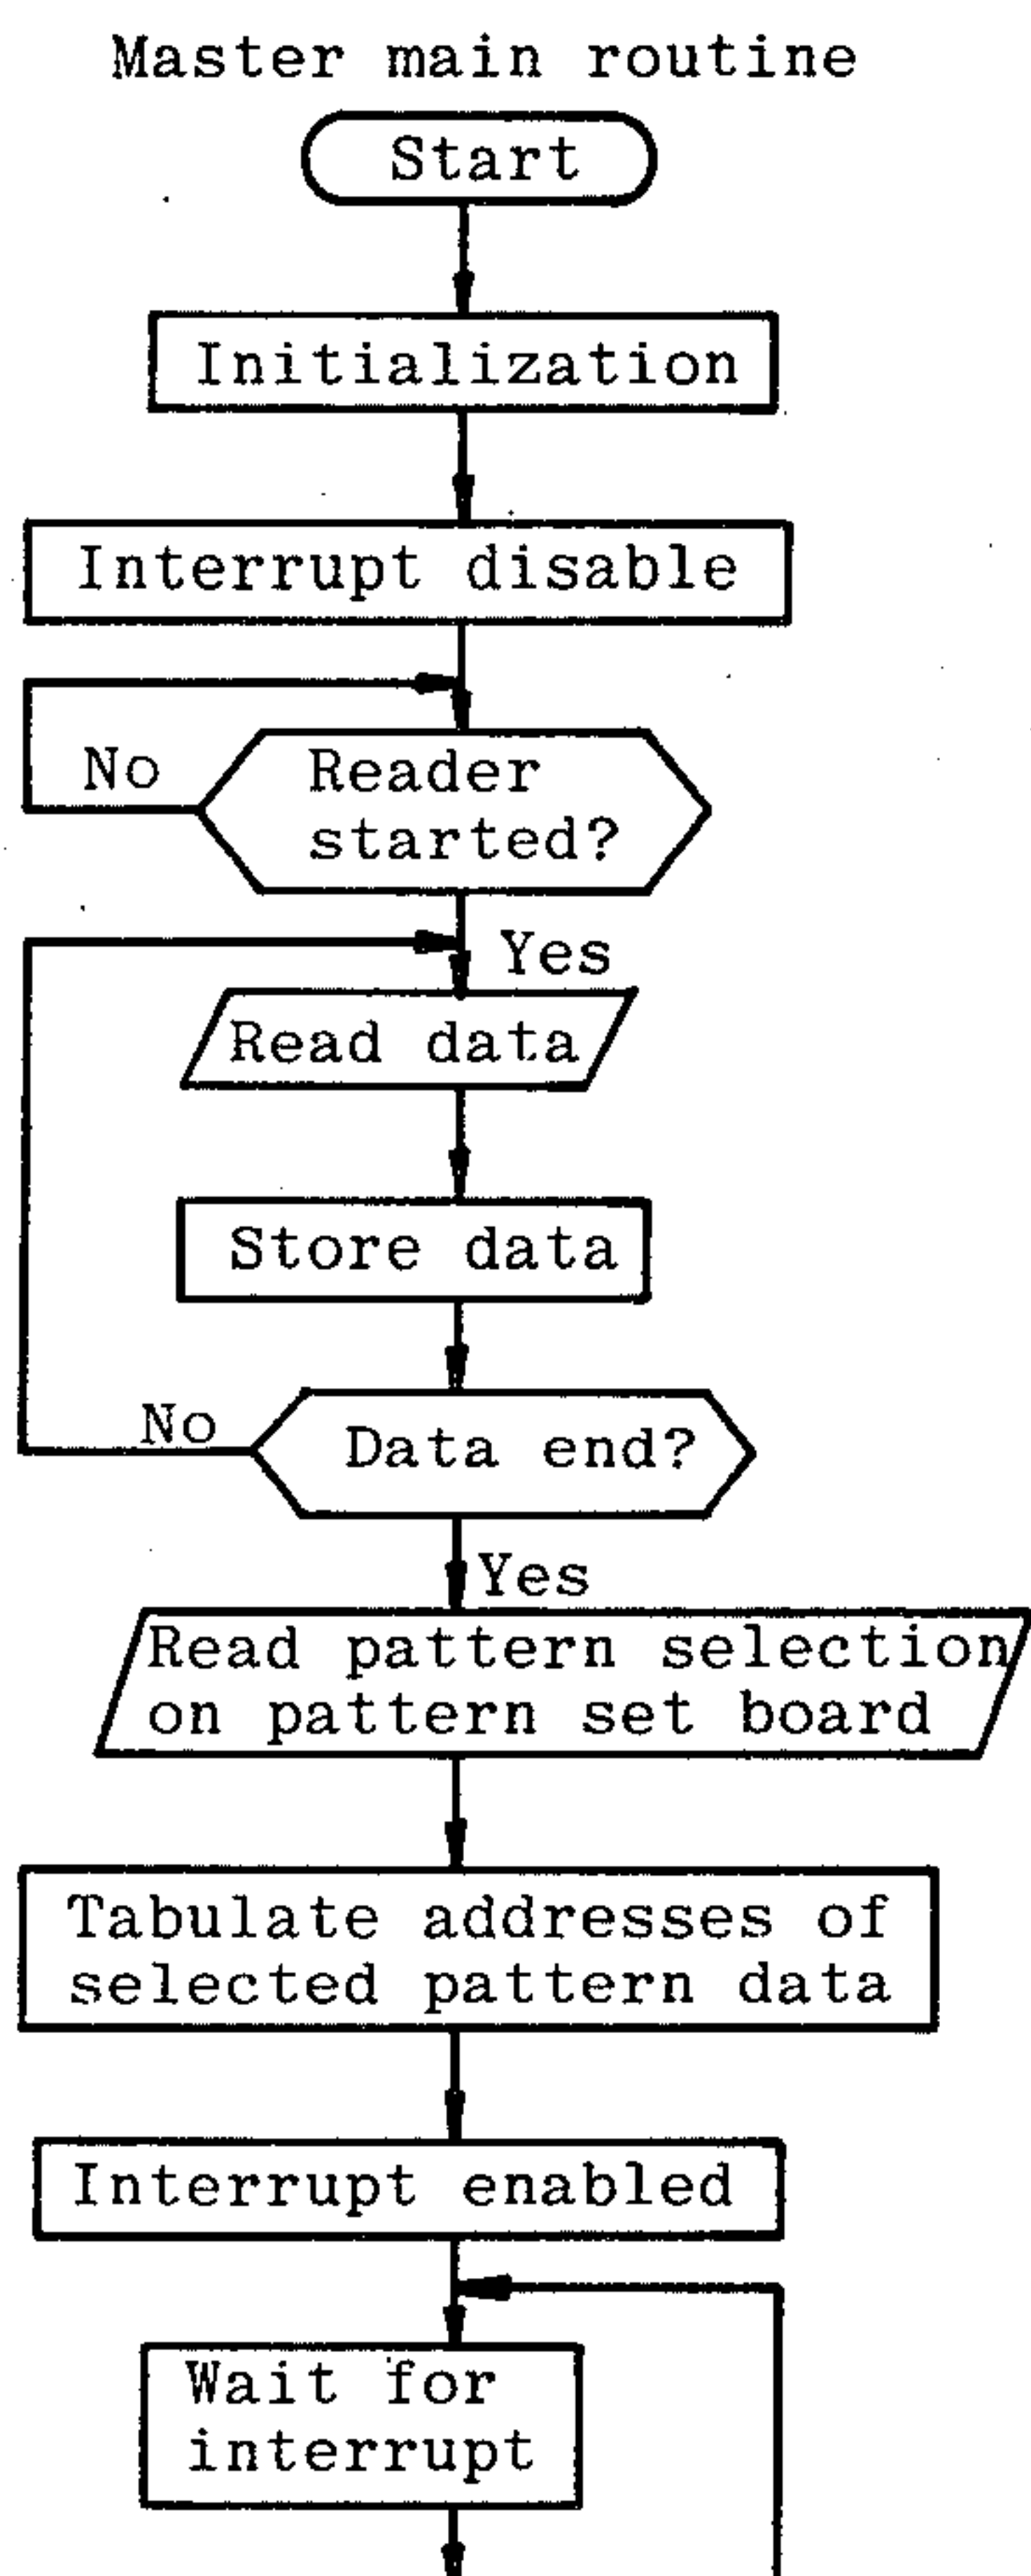 Master main routine
Start
Initialization
Interrupt disable
No
Reader
started?
Yes
Read data
Store data
No
Data end?
Yes
Read pattern selection
on pattern set board
Tabulate addresses of
selected pattern data
Interrupt enabled
Wait for
interrupt